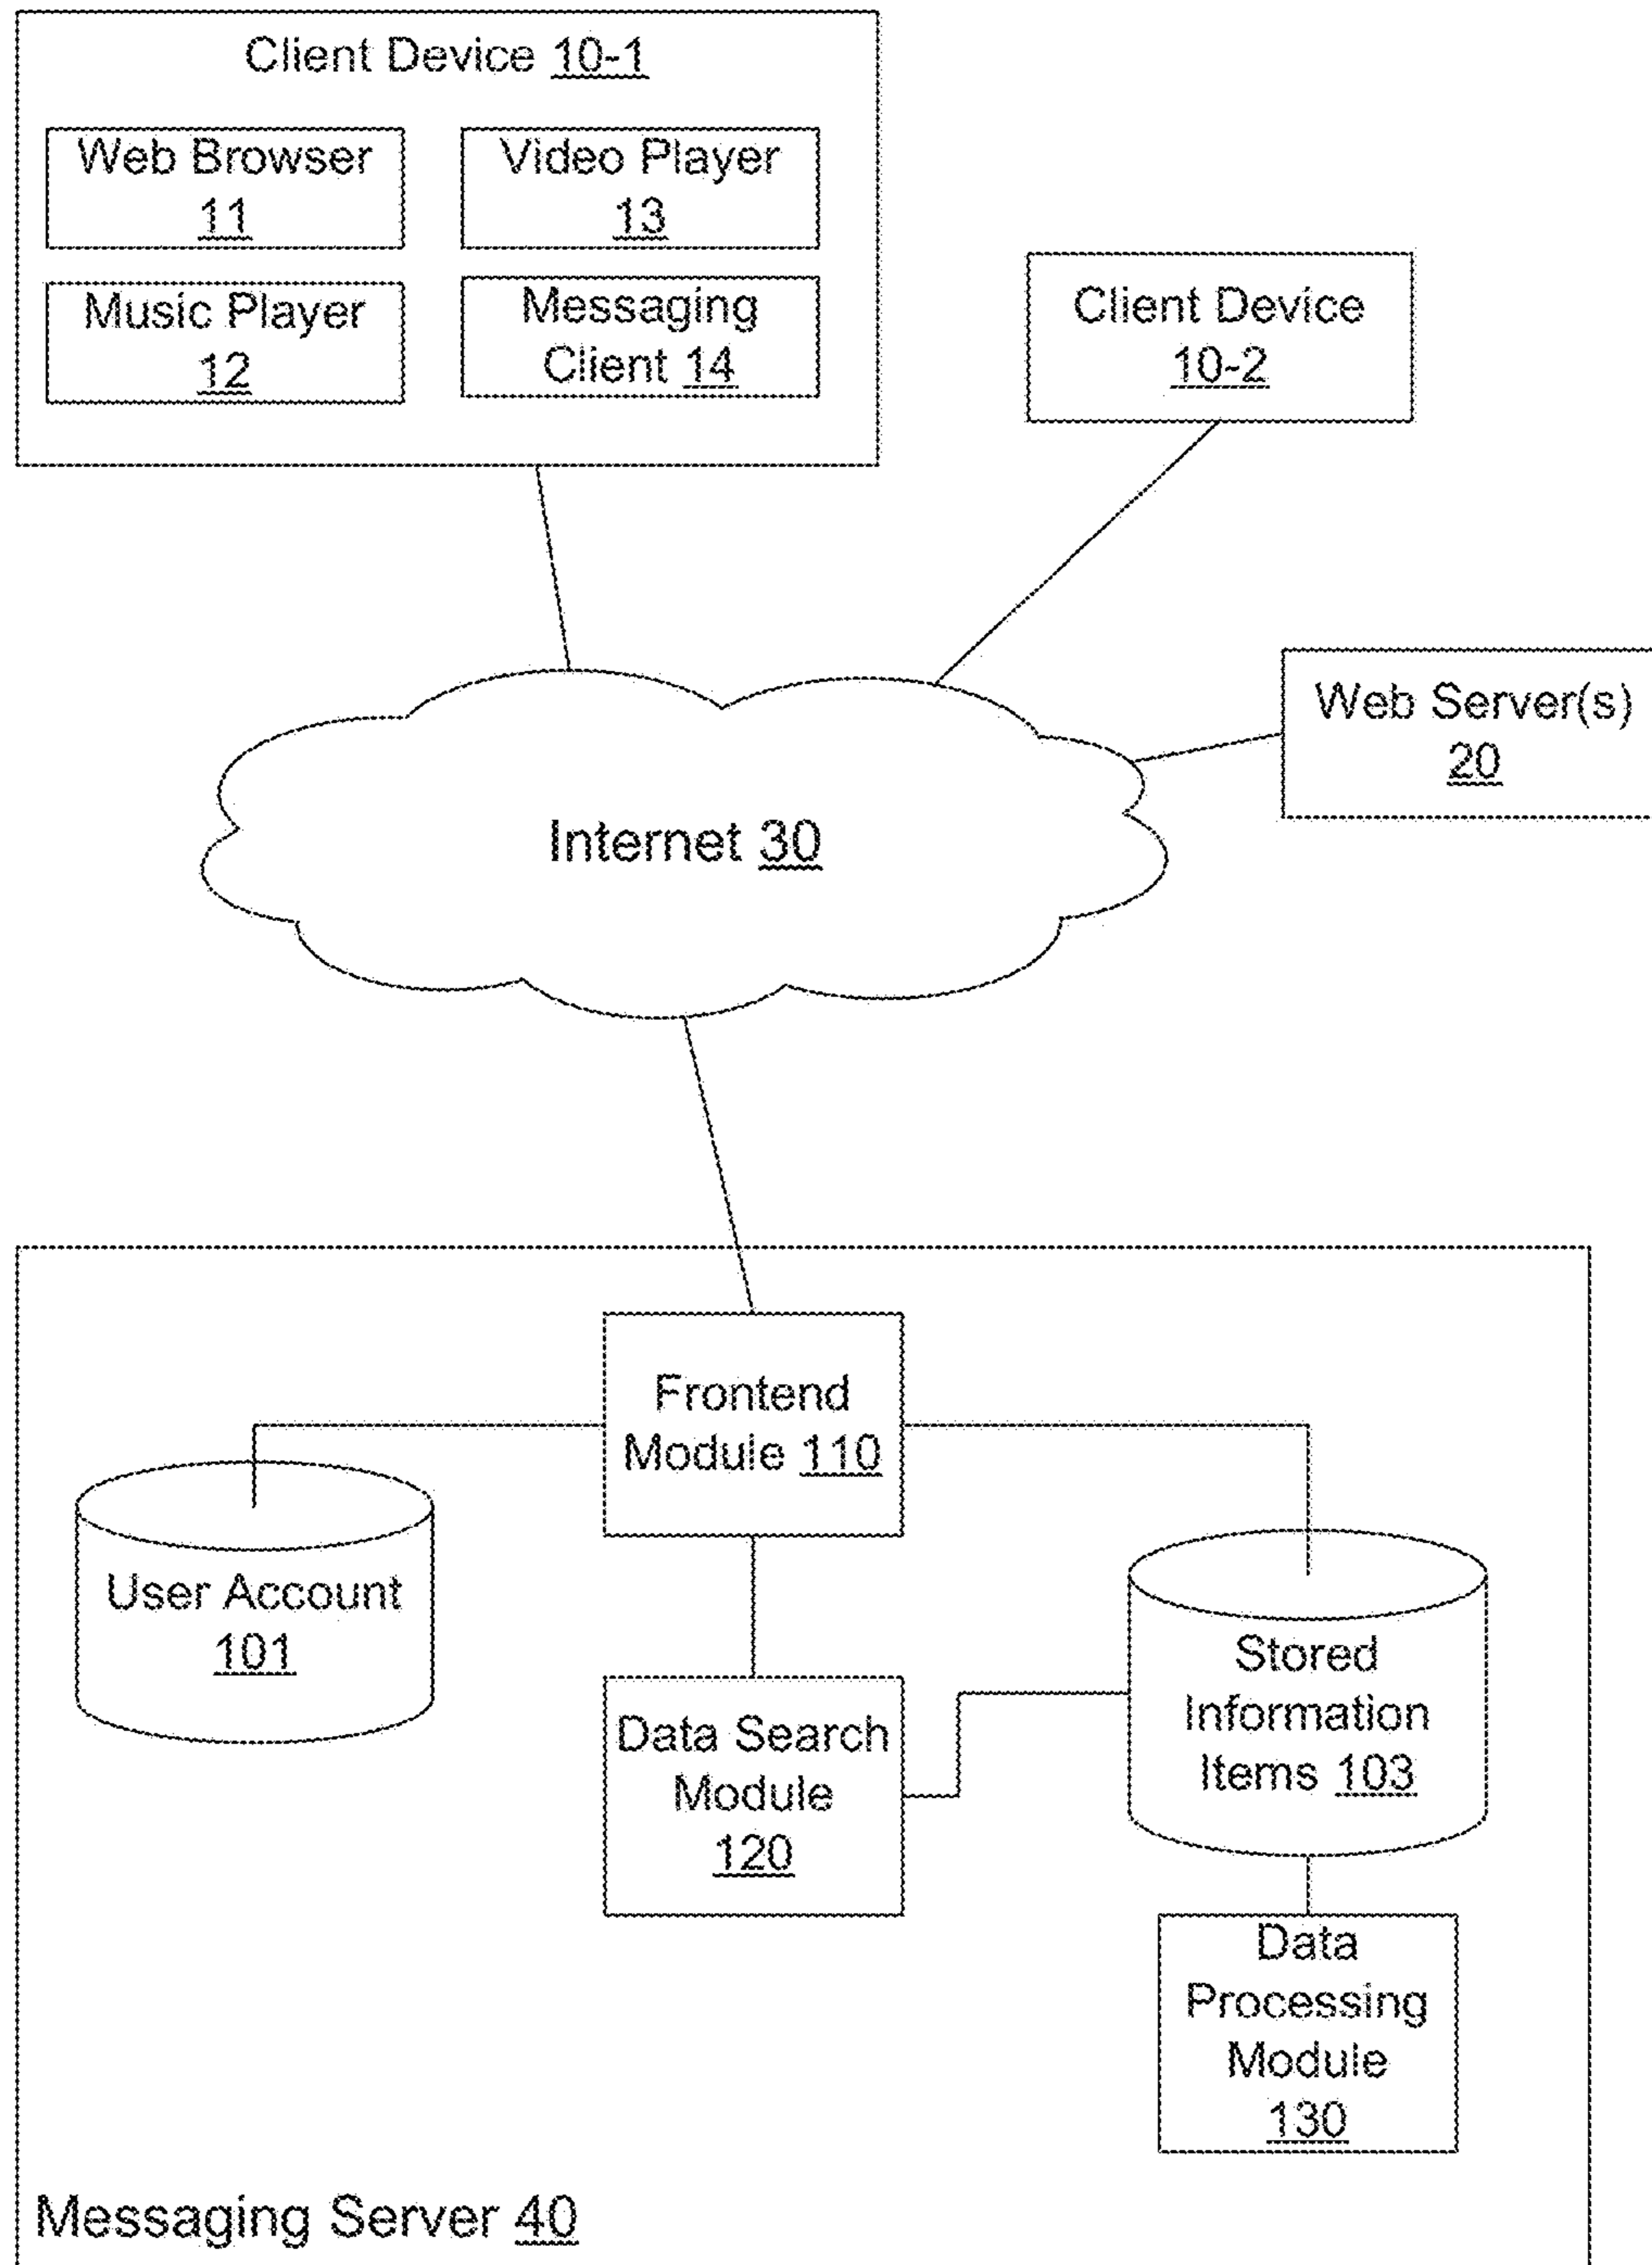 Client Device 10-1
Web Browser
11
Video Player
13
Music Player
12
Messaging
Client 14
Client Device
10-2
Web Server(s)
20
Internet 30
Frontend
Module 110
User Account
101
Stored
Information
Items 103
Data Search
Module
120
Data
Processing
Module
130
Messaging Server 40